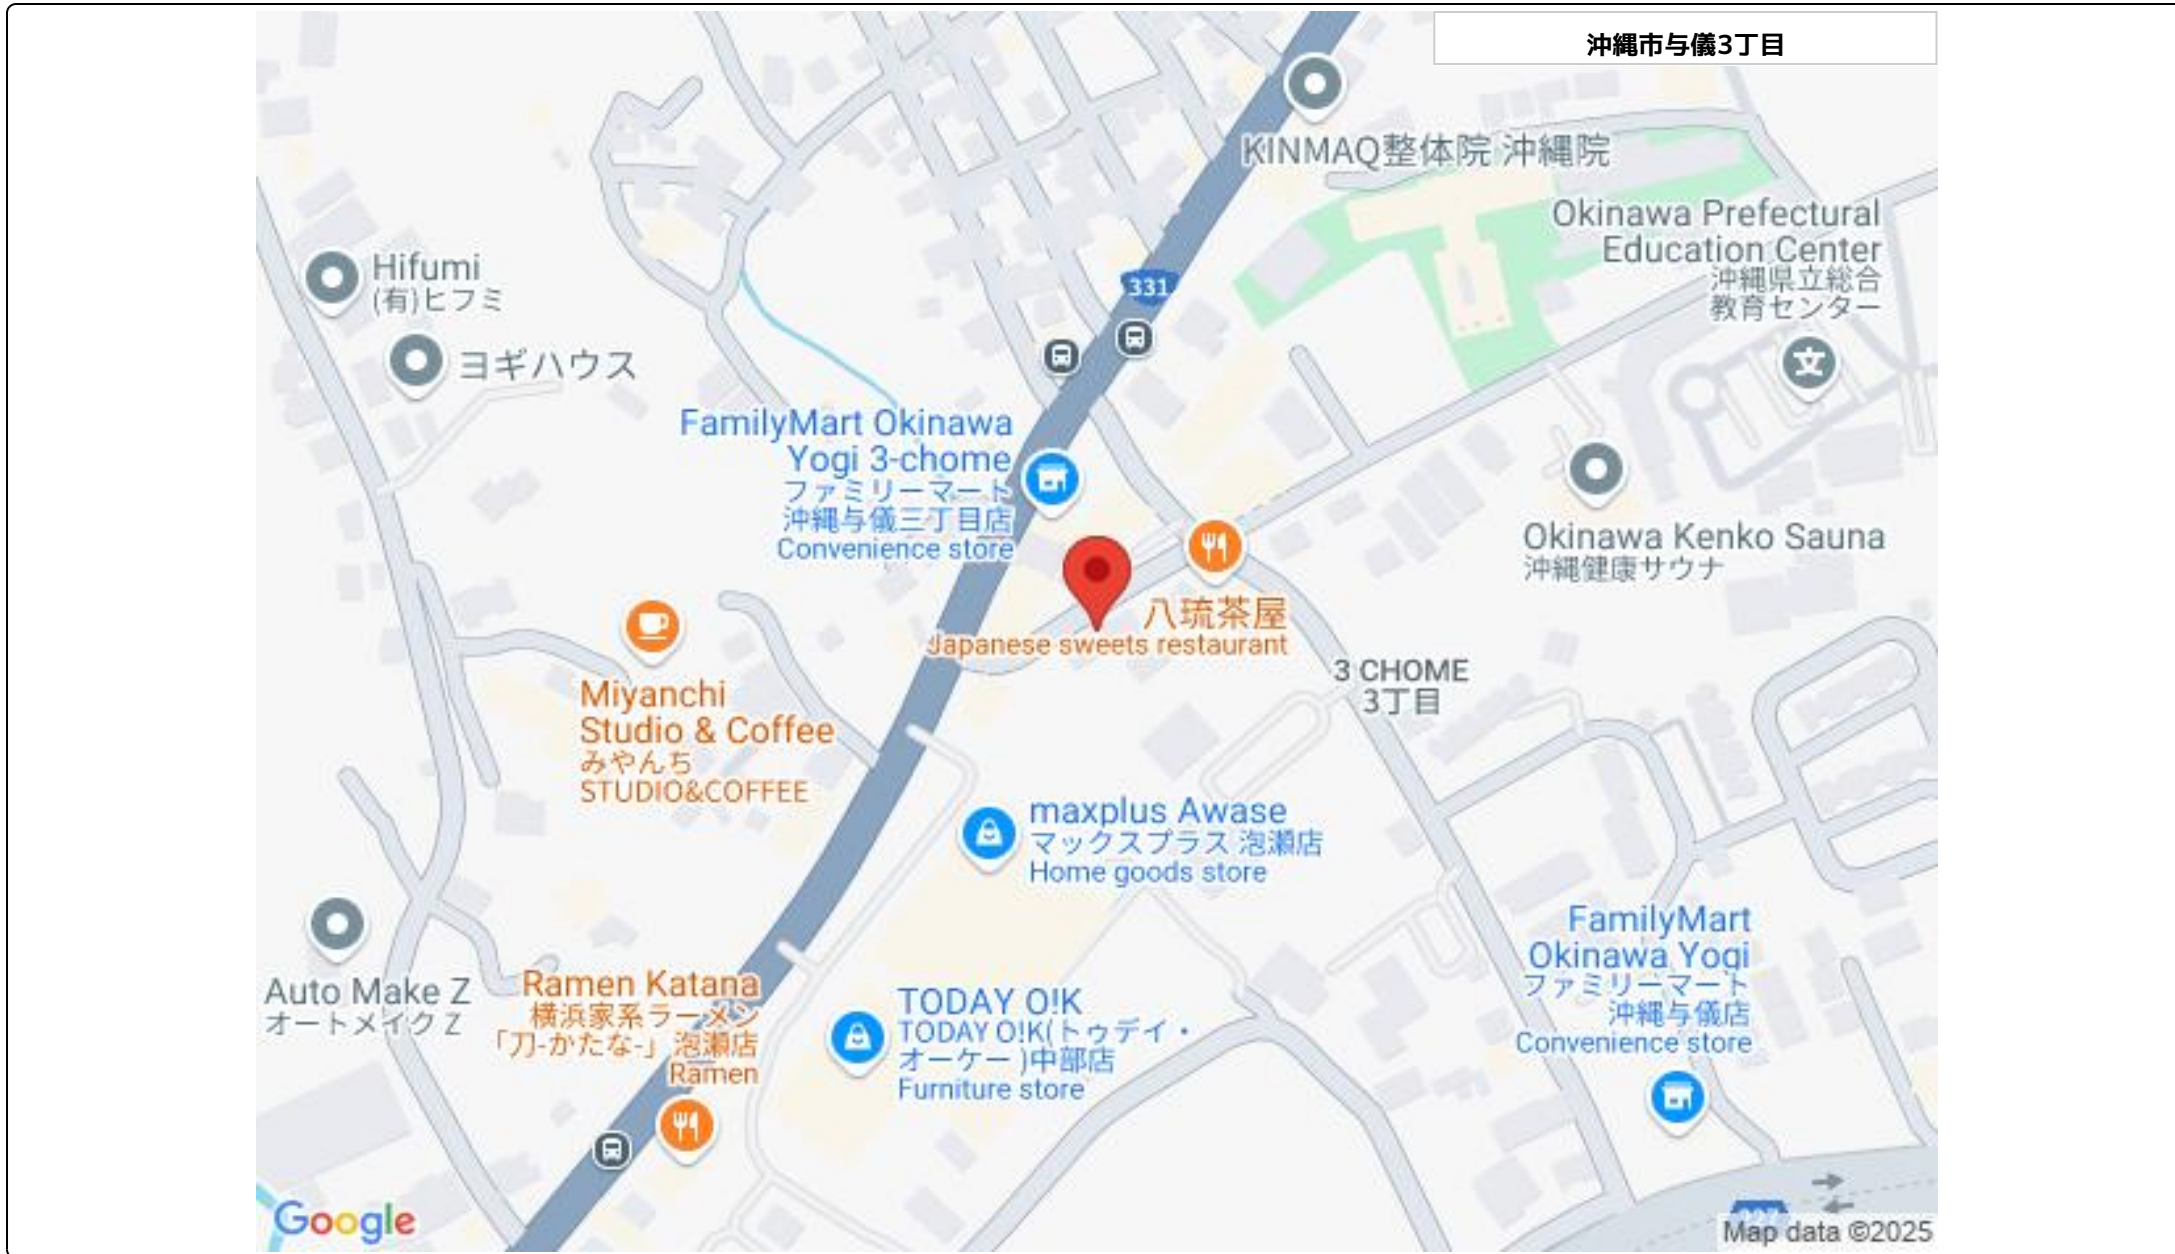 沖縄市与儀3丁目
KINMAQ整体院 沖縄院
Okinawa Prefectural
Education Center
沖縄県立総合
教育センター
Hifumi
(有)ヒフミ
331
ヨギハウス
文
FamilyMart Okinawa
Yogi 3-chome
ファミリーマート
沖縄与儀三丁目店
Convenience store
Okinawa Kenko Sauna
沖縄健康サウナ
八琉茶屋
Japanese sweets restaurant
3 CHOME
3丁目
Miyanchi
Studio & Coffee
みやんち
STUDIO&COFFEE
maxplus Awase
マックスプラス 泡瀬店
Home goods store
FamilyMart
Okinawa Yogi
ファミリーマート
沖縄与儀店
Convenience store
Auto Make Z
オートメイクＺ
Ramen Katana
横浜家系ラーメン
「刀-かたな-」 泡瀬店
Ramen
TODAY O!K
TODAY O!K(トゥデイ・
オーケー )中部店
Furniture store
Google
Map data ©2025